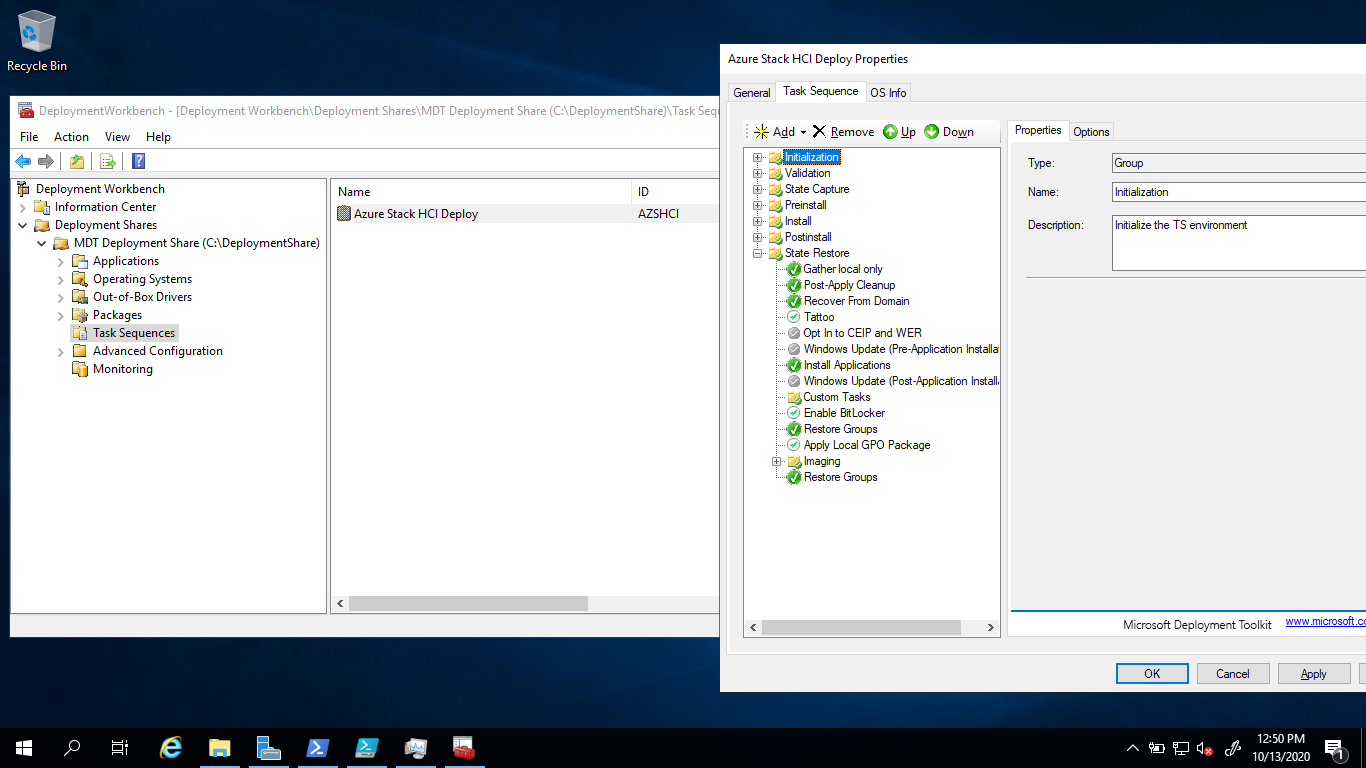 Recycle Bin
DeploymentWorkbench - [Deployment Workbench\Deployment Shares\MDT Deployment Share (C:\DeploymentShare)\Task Seq
File Action View Help
Deployment Workbench
Information Center
Deployment Shares
MDT Deployment Share (C:\DeploymentShare)
Applications
Operating Systems
Out-of-Box Drivers
Packages
Task Sequences
Advanced Configuration
Monitoring
Name ID
Azure Stack HCI Deploy AZSHCI
Azure Stack HCI Deploy Properties
General Task Sequence OS Info
Add Remove Up Down
Initialization
Validation
State Capture
Preinstall
Install
Postinstall
State Restore
Gather local only
Post-Apply Cleanup
Recover From Domain
Tattoo
Opt In to CEIP and WER
Windows Update (Pre-Application Installa
Install Applications
Windows Update (Post-Application Install
Custom Tasks
Enable BitLocker
Restore Groups
Apply Local GPO Package
Imaging
Restore Groups
Properties Options
Type: Group
Name: Initialization
Description: Initialize the TS environment
Microsoft Deployment Toolkit www.microsoft.co
OK Cancel Apply
12:50 PM
10/13/2020
1